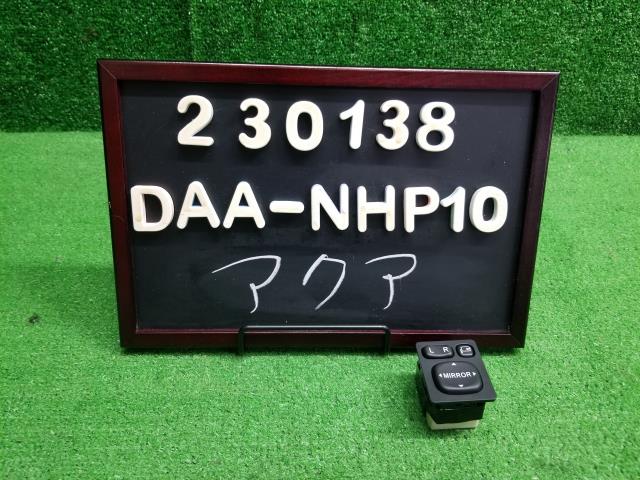 230138
DAA-NHP10
アクア
L R
MIRROR